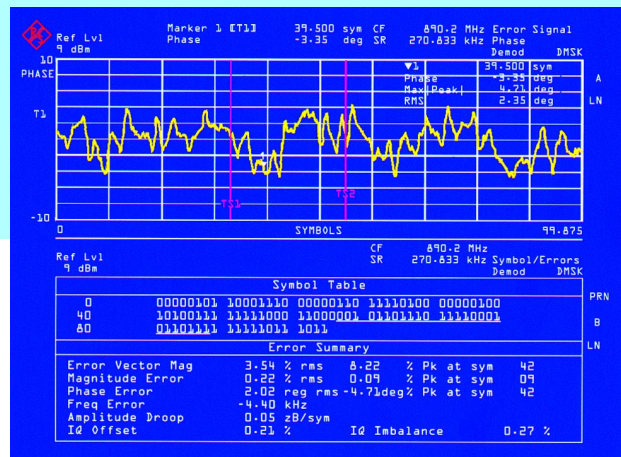 Marker 1 [T1] 39.500 sym CF 890.2 MHz Error Signal
Ref Lvl Phase -3.35 deg SR 270.833 kHz Phase
9 dBm Demod DMSK
10 ▼1 39.500 sym
PHASE Phase -3.35 deg A
Max|Peak| 4.71 deg
T1 RMS 2.35 deg LN
TS1 TS2
-10
0 SYMBOLS 99.875
CF 890.2 MHz
Ref Lvl SR 270.833 kHz Symbol/Errors
9 dBm Demod DMSK
Symbol Table
PRN
0 00000101 10001110 00000110 11110100 00000100
40 10100111 11111000 11000001 01101110 11110001
B
80 01101111 11111011 1011
Error Summary
LN
Error Vector Mag 3.54 % rms 8.22 % Pk at sym 42
Magnitude Error 0.22 % rms 0.09 % Pk at sym 09
Phase Error 2.02 reg rms -4.71deg% Pk at sym 42
Freq Error -4.40 kHz
Amplitude Droop 0.05 zB/sym
IQ Offset 0.21 % IQ Imbalance 0.27 %